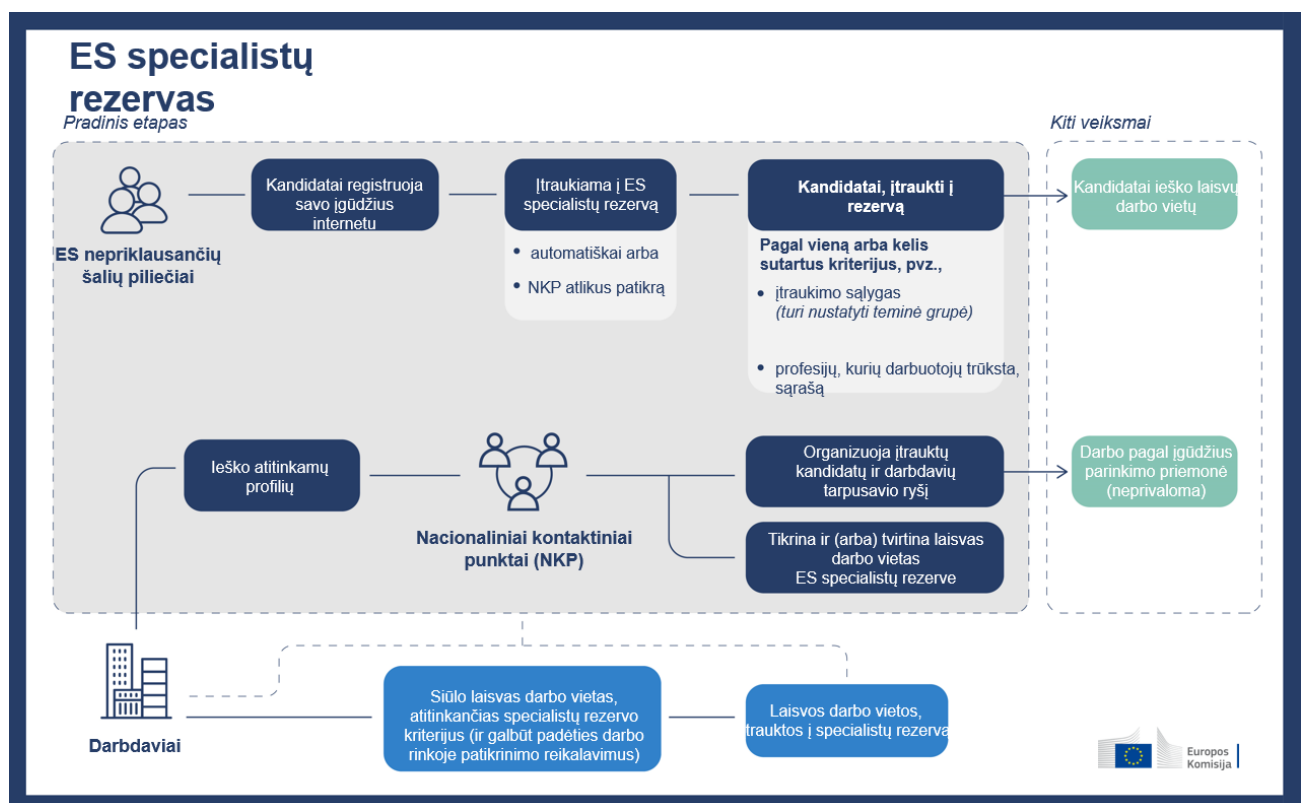 ES specialistų
rezervas
Pradinis etapas
Kiti veiksmai
ES nepriklausančių
šalių piliečiai
Kandidatai registruoja
savo įgūdžius
internetu
Įtraukiama į ES
specialistų rezervą
• automatiškai arba
• NKP atlikus patikrą
Kandidatai, įtraukti į
rezervą
Pagal vieną arba kelis
sutartus kriterijus, pvz.,
• įtraukimo sąlygas
(turi nustatyti teminė grupė)
• profesijų, kurių darbuotojų trūksta,
sąrašą
Kandidatai ieško laisvų
darbo vietų
Ieško atitinkamų
profilių
Nacionaliniai kontaktiniai
punktai (NKP)
Organizuoja įtrauktų
kandidatų ir darbdavių
tarpusavio ryšį
Tikrina ir (arba) tvirtina laisvas
darbo vietas
ES specialistų rezerve
Darbo pagal įgūdžius
parinkimo priemonė
(neprivaloma)
Darbdaviai
Siūlo laisvas darbo vietas,
atitinkančias specialistų rezervo
kriterijus (ir galbūt padėties darbo
rinkoje patikrinimo reikalavimus)
Laisvos darbo vietos,
trauktos į specialistų rezerva
Europos
Komisija